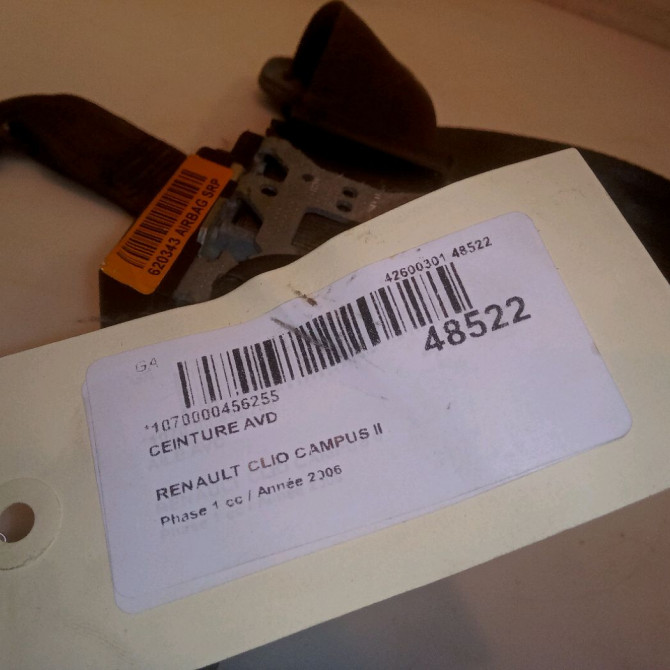 620343 AIRBAG SRP
42600301 48522
48522
G4
*1070000456255
CEINTURE AVD
RENAULT CLIO CAMPUS II
Phase 1 cc / Année 2006